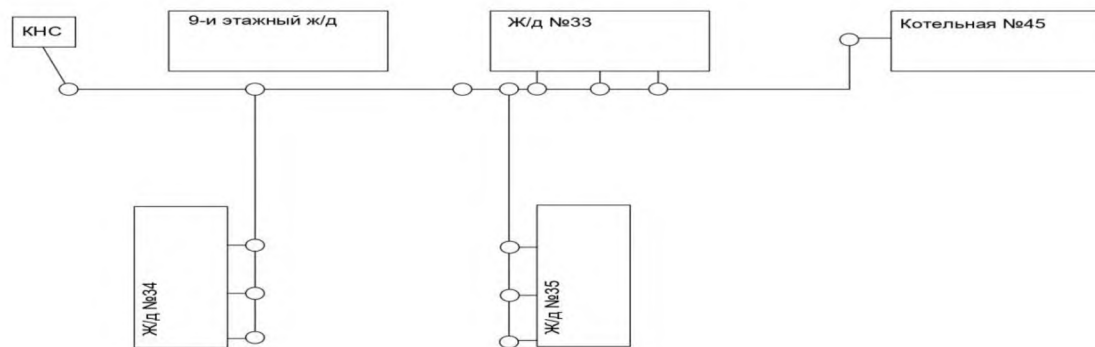 КНС
9-и этажный ж/д
Ж/д №33
Котельная №45
Ж/д №34
Ж/д №35